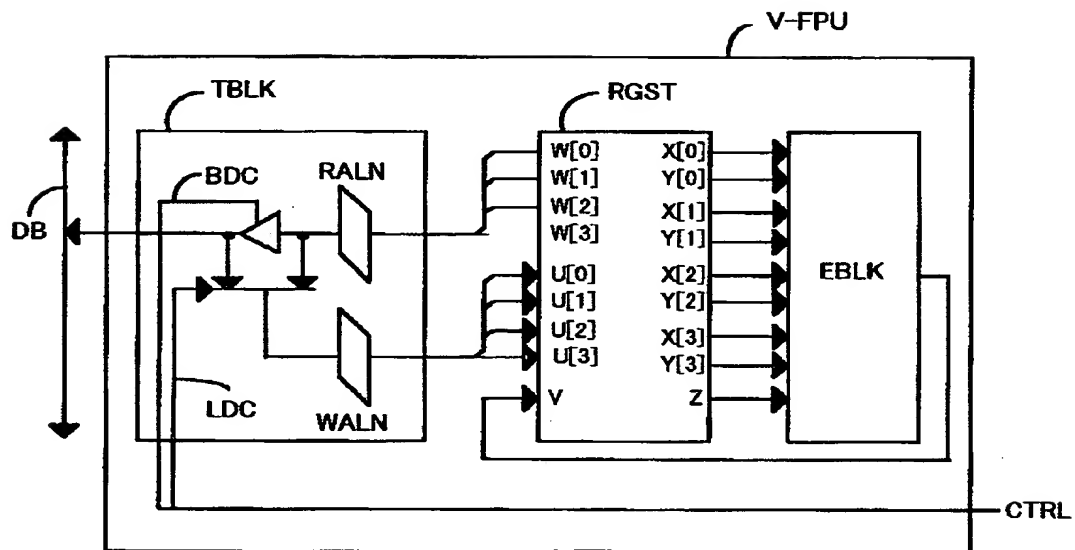 V-FPU
TBLK
RGST
BDC
RALN
DB
LDC
WALN
W[0]
W[1]
W[2]
W[3]
U[0]
U[1]
U[2]
U[3]
V
X[0]
Y[0]
X[1]
Y[1]
X[2]
Y[2]
X[3]
Y[3]
Z
EBLK
CTRL